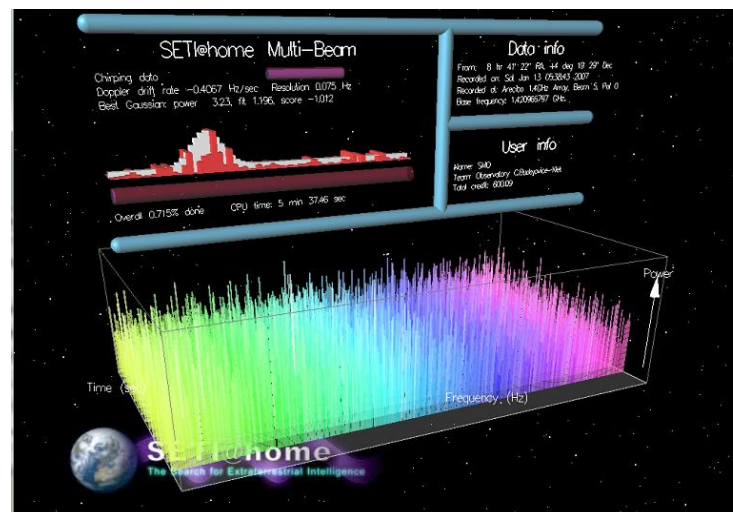 SETI@home Multi-Beam
Chirping data
Doppler drift rate -0.4067 Hz/sec Resolution 0.075 Hz
Best Gaussian: power 3.23, fit 1.196, score -1.012
Overall 0.715% done CPU time: 5 min 37.46 sec
Data info
From: 8 hr 41' 22" RA, +4 deg 19' 29" Dec
Recorded on: Sat Jan 13 05:38:43 2007
Recorded at: Arecibo 1.4GHz Array, Beam 5, Pol 0
Base frequency: 1.420965797 GHz
User info
Name: SMO
Team: Observatory
Total credit: 600.09
Power
Time (sec)
Frequency (Hz)
SETI@home
The Search for Extraterrestrial Intelligence